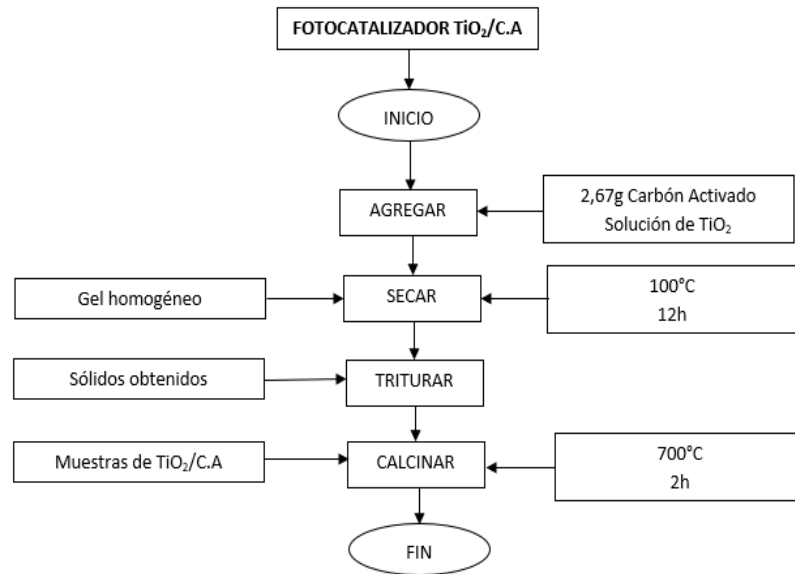 FOTOCATALIZADOR TiO₂/C.A
INICIO
AGREGAR
2,67g Carbón Activado
Solución de TiO₂
Gel homogéneo
SECAR
100°C
12h
Sólidos obtenidos
TRITURAR
Muestras de TiO₂/C.A
CALCINAR
700°C
2h
FIN